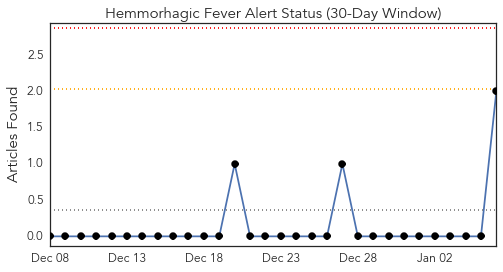 Hemmorhagic Fever Alert Status (30-Day Window)
Articles Found
2.5
2.0
1.5
1.0
0.5
0.0
Dec 08 Dec 13 Dec 18 Dec 23 Dec 28 Jan 02